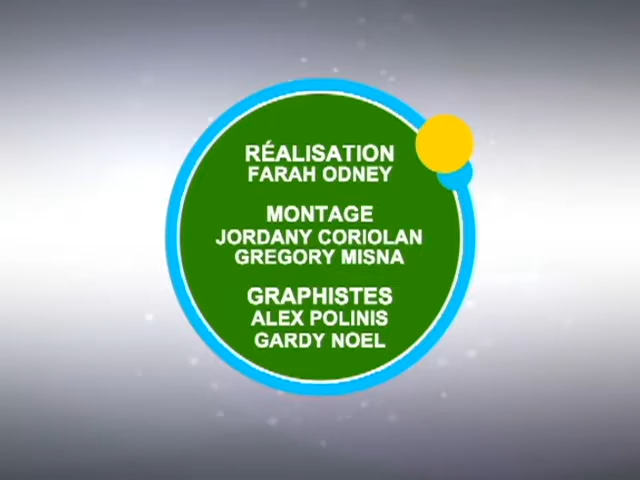 RÉALISATION
FARAH ODNEY
MONTAGE
JORDANY CORIOLAN
GREGORY MISNA
GRAPHISTES
ALEX POLINIS
GARDY NOEL